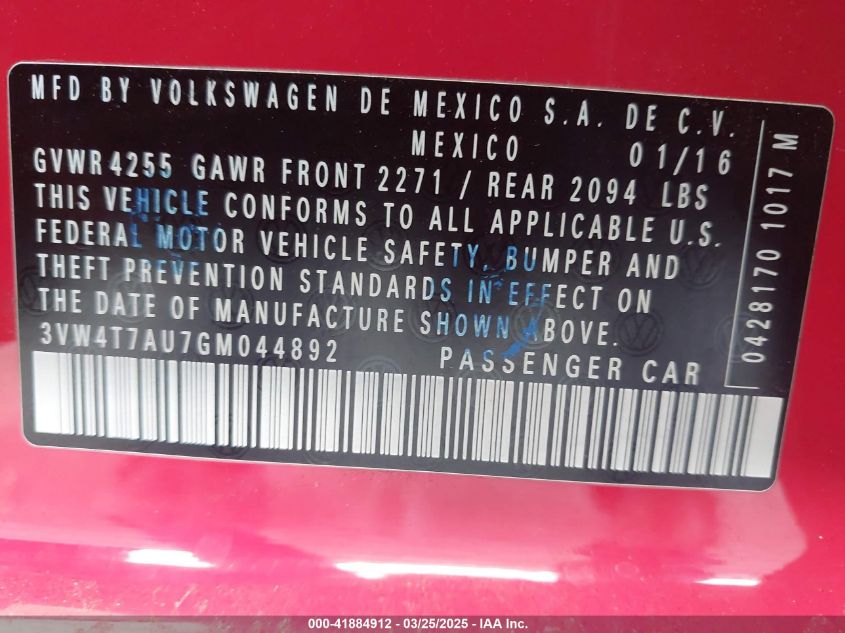 MFD BY VOLKSWAGEN DE MEXICO S.A. DE C.V.
MEXICO 01/16
GVWR 4255 GAWR FRONT 2271 / REAR 2094 LBS
THIS VEHICLE CONFORMS TO ALL APPLICABLE U.S.
FEDERAL MOTOR VEHICLE SAFETY, BUMPER AND
THEFT PREVENTION STANDARDS IN EFFECT ON
THE DATE OF MANUFACTURE SHOWN ABOVE.
3VW4T7AU7GM044892 PASSENGER CAR
0428170 1017 M
000-41884912 / 03/25/2025 - IAA Inc.